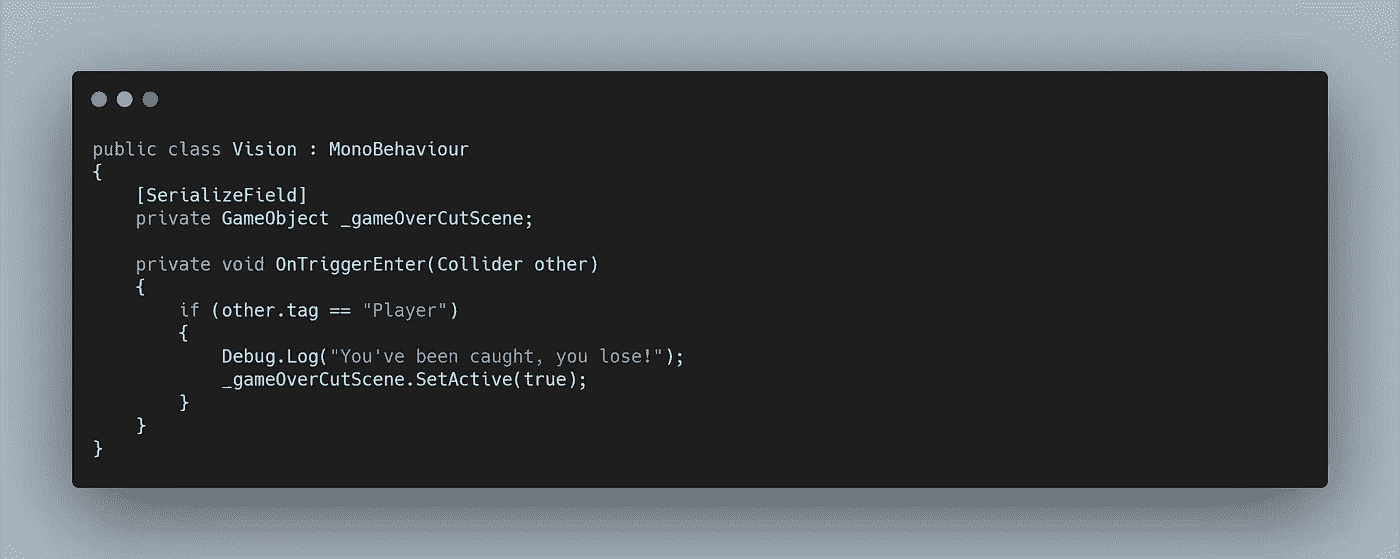 public class Vision : MonoBehaviour
{
    [SerializeField]
    private GameObject _gameOverCutScene;

    private void OnTriggerEnter(Collider other)
    {
        if (other.tag == "Player")
        {
            Debug.Log("You've been caught, you lose!");
            _gameOverCutScene.SetActive(true);
        }
    }
}